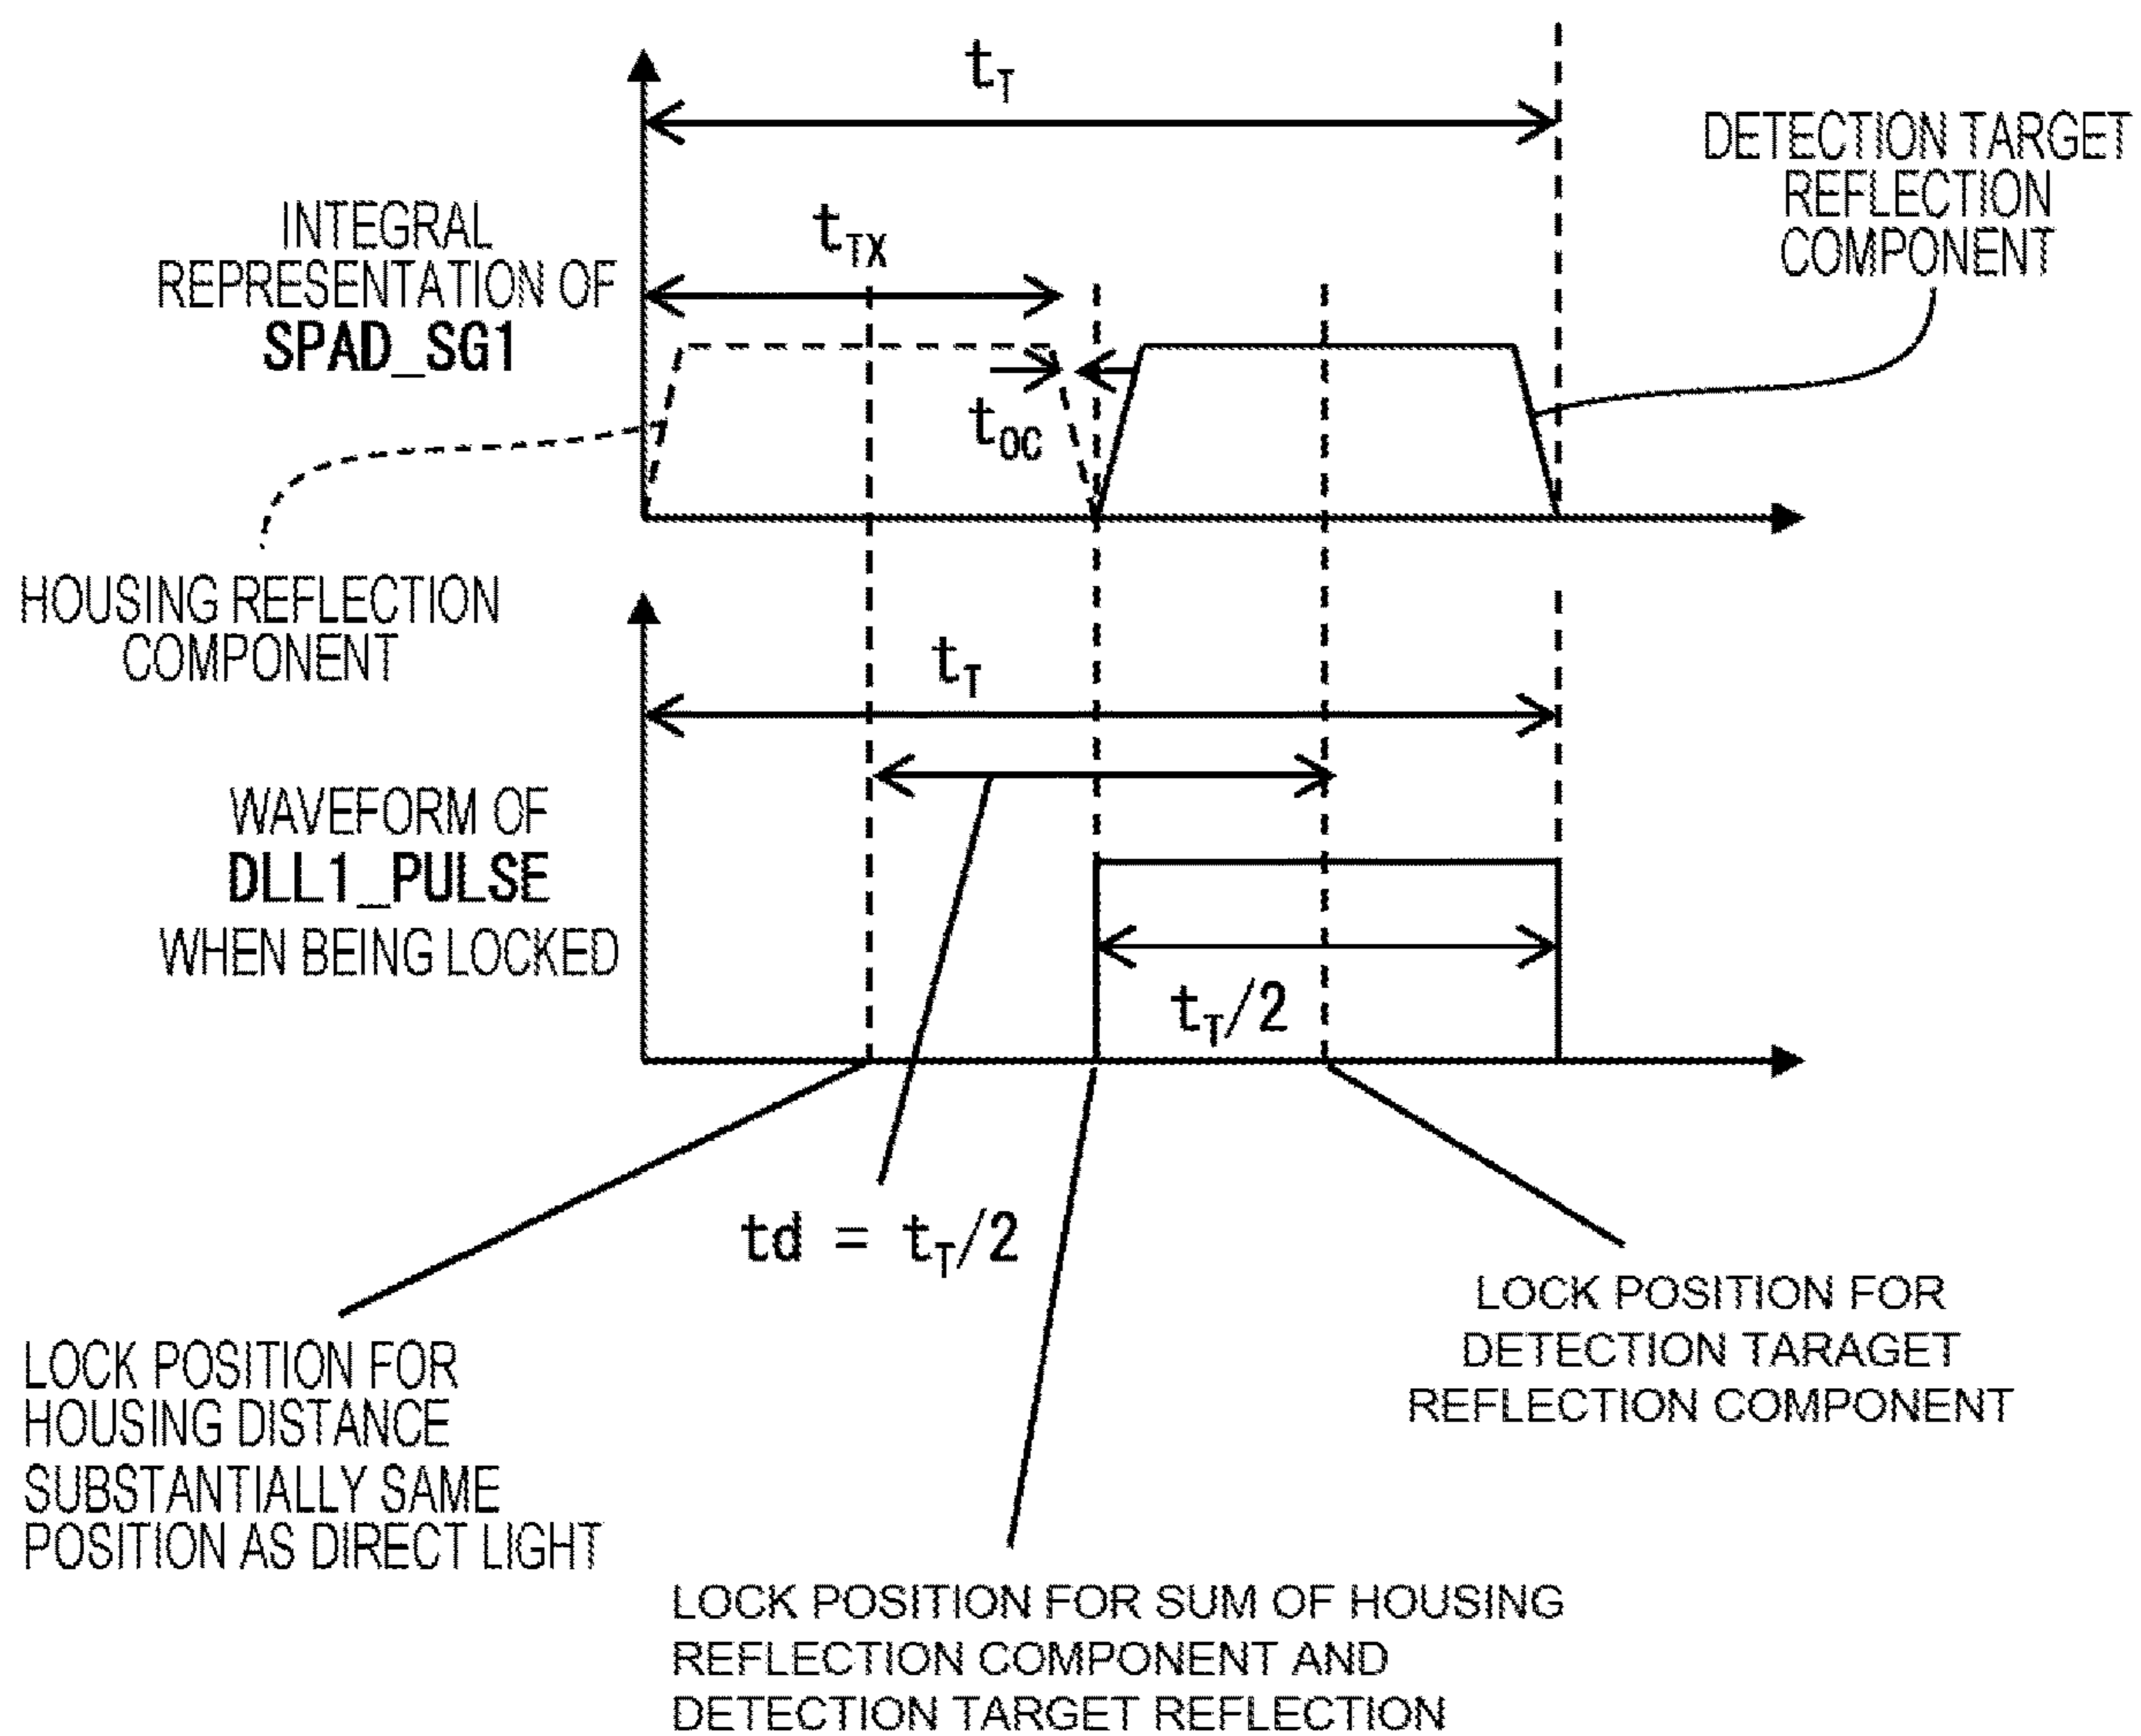 t_T
DETECTION TARGET
REFLECTION
COMPONENT
INTEGRAL
REPRESENTATION OF
SPAD_SG1
t_TX
t_OC
HOUSING REFLECTION
COMPONENT
t_T
WAVEFORM OF
DLL1_PULSE
WHEN BEING LOCKED
t_T/2
td = t_T/2
LOCK POSITION FOR
DETECTION TARAGET
REFLECTION COMPONENT
LOCK POSITION FOR
HOUSING DISTANCE
SUBSTANTIALLY SAME
POSITION AS DIRECT LIGHT
LOCK POSITION FOR SUM OF HOUSING
REFLECTION COMPONENT AND
DETECTION TARGET REFLECTION